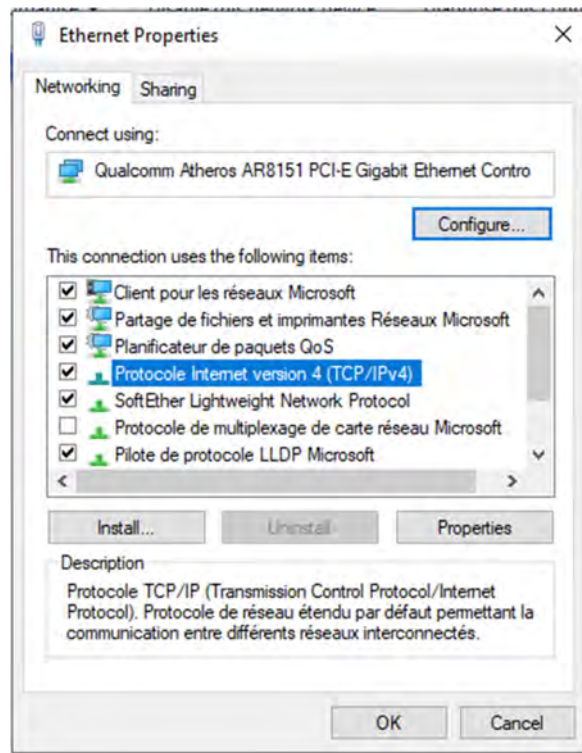 Ethernet Properties
Networking
Sharing
Connect using:
Qualcomm Atheros AR8151 PCI-E Gigabit Ethernet Contro
Configure...
This connection uses the following items:
Client pour les réseaux Microsoft
Partage de fichiers et imprimantes Réseaux Microsoft
Planificateur de paquets QoS
Protocole Internet version 4 (TCP/IPv4)
SoftEther Lightweight Network Protocol
Protocole de multiplexage de carte réseau Microsoft
Pilote de protocole LLDP Microsoft
Install...
Uninstall
Properties
Description
Protocole TCP/IP (Transmission Control Protocol/Internet
Protocol). Protocole de réseau étendu par défaut permettant la
communication entre différents réseaux interconnectés.
OK
Cancel